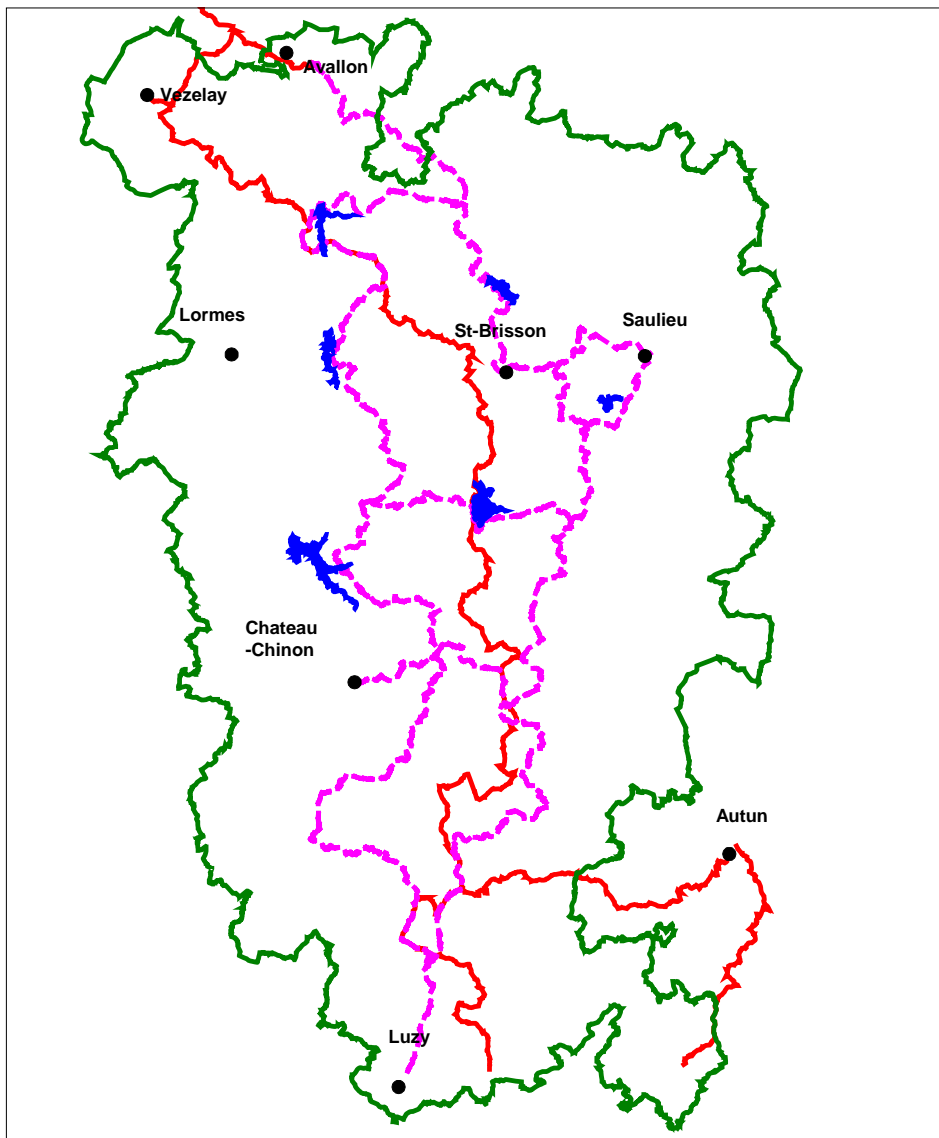 Avallon
Vezelay
Lormes
St-Brisson
Saulieu
Chateau
-Chinon
Autun
Luzy